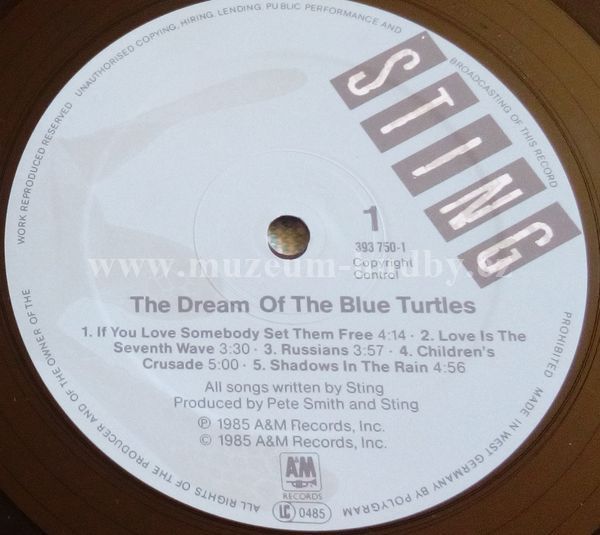 WORK REPRODUCED RESERVED UNAUTHORISED COPYING, HIRING, LENDING, PUBLIC PERFORMANCE AND BROADCASTING OF THIS RECORD PROHIBITED MADE IN WEST GERMANY BY POLYGRAM
ALL RIGHTS OF THE PRODUCER AND OF THE OWNER OF THE
STING
1
393 750-1
Copyright
Control
The Dream Of The Blue Turtles
1. If You Love Somebody Set Them Free 4:14 · 2. Love Is The
Seventh Wave 3:30 · 3. Russians 3:57 · 4. Children's
Crusade 5:00 · 5. Shadows In The Rain 4:56
All songs written by Sting
Produced by Pete Smith and Sting
℗ 1985 A&M Records, Inc.
© 1985 A&M Records, Inc.
A&M
RECORDS
LC 0485